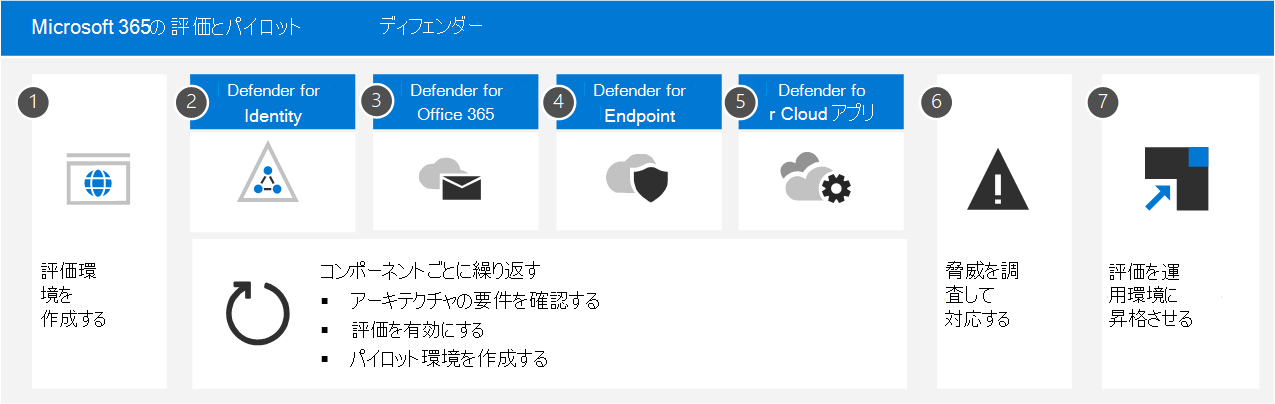 Microsoft 365の 評価とパイロット ディフェンダー
1
評価環
境を
作成する
2
Defender for
Identity
3
Defender for
Office 365
4
Defender for
Endpoint
5
Defender fo
r Cloud アプリ
コンポーネントごとに繰り返す
▪ アーキテクチャの要件を確認する
▪ 評価を有効にする
▪ パイロット環境を作成する
6
脅威を調
査して
対応する
7
評価を運
用環境に
昇格させる